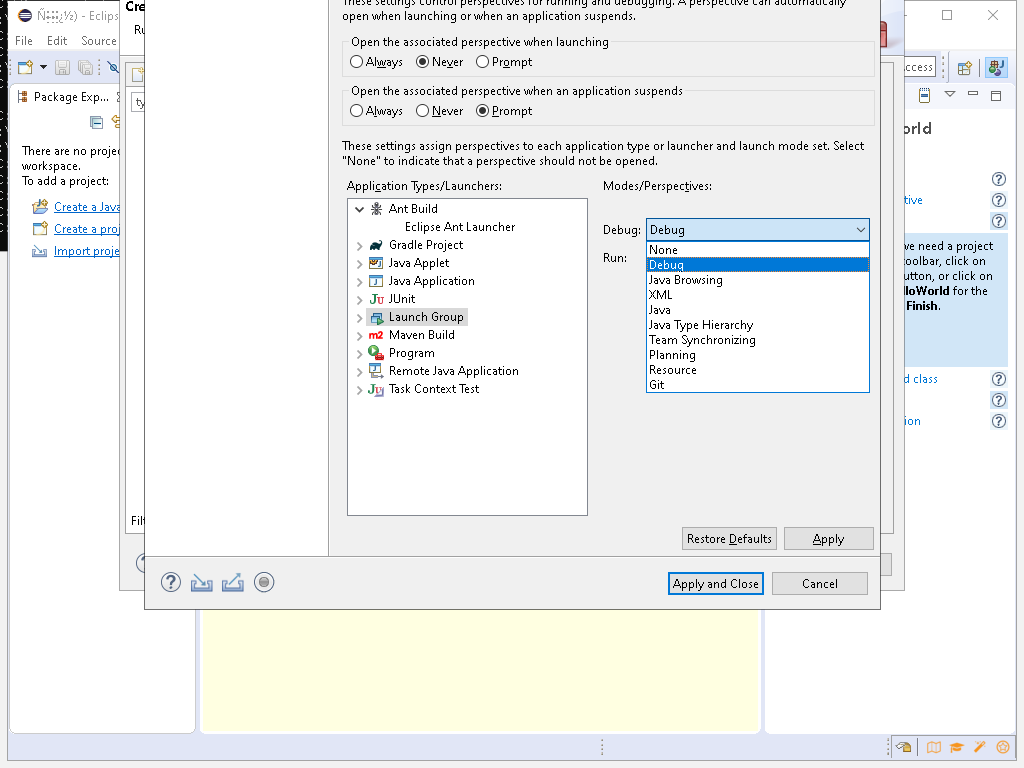 - Eclips
File Edit Source
Package Exp...
There are no proje
workspace.
To add a project:
Create a Java
Create a proj
Import proje
Cre
Ru
ty
Filt
These settings control perspectives for running and debugging. A perspective can automatically
open when launching or when an application suspends.
Open the associated perspective when launching
Always Never Prompt
Open the associated perspective when an application suspends
Always Never Prompt
These settings assign perspectives to each application type or launcher and launch mode set. Select
"None" to indicate that a perspective should not be opened.
Application Types/Launchers:
Ant Build
Eclipse Ant Launcher
Gradle Project
Java Applet
Java Application
JUnit
Launch Group
Maven Build
Program
Remote Java Application
Task Context Test
Modes/Perspectives:
Debug: Debug
Run:
None
Debug
Java Browsing
XML
Java
Java Type Hierarchy
Team Synchronizing
Planning
Resource
Git
Restore Defaults Apply
Apply and Close Cancel
ccess
orld
tive
ve need a project
oolbar, click on
utton, or click on
lloWorld for the
Finish.
d class
ion